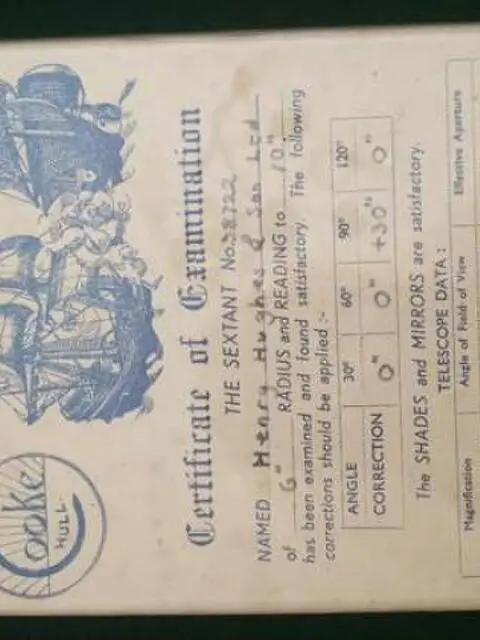 Cooke
HULL
Certificate of Examination
THE SEXTANT No.38722
NAMED Henry Hughes & Son Ltd
of 6" RADIUS and READING to 10"
has been examined and found satisfactory. The following
corrections should be applied :-
ANGLE 30° 60° 90° 120°
CORRECTION 0" 0" +30" 0"
The SHADES and MIRRORS are satisfactory.
TELESCOPE DATA :
Magnification Angle of Field of View Effective Aperture